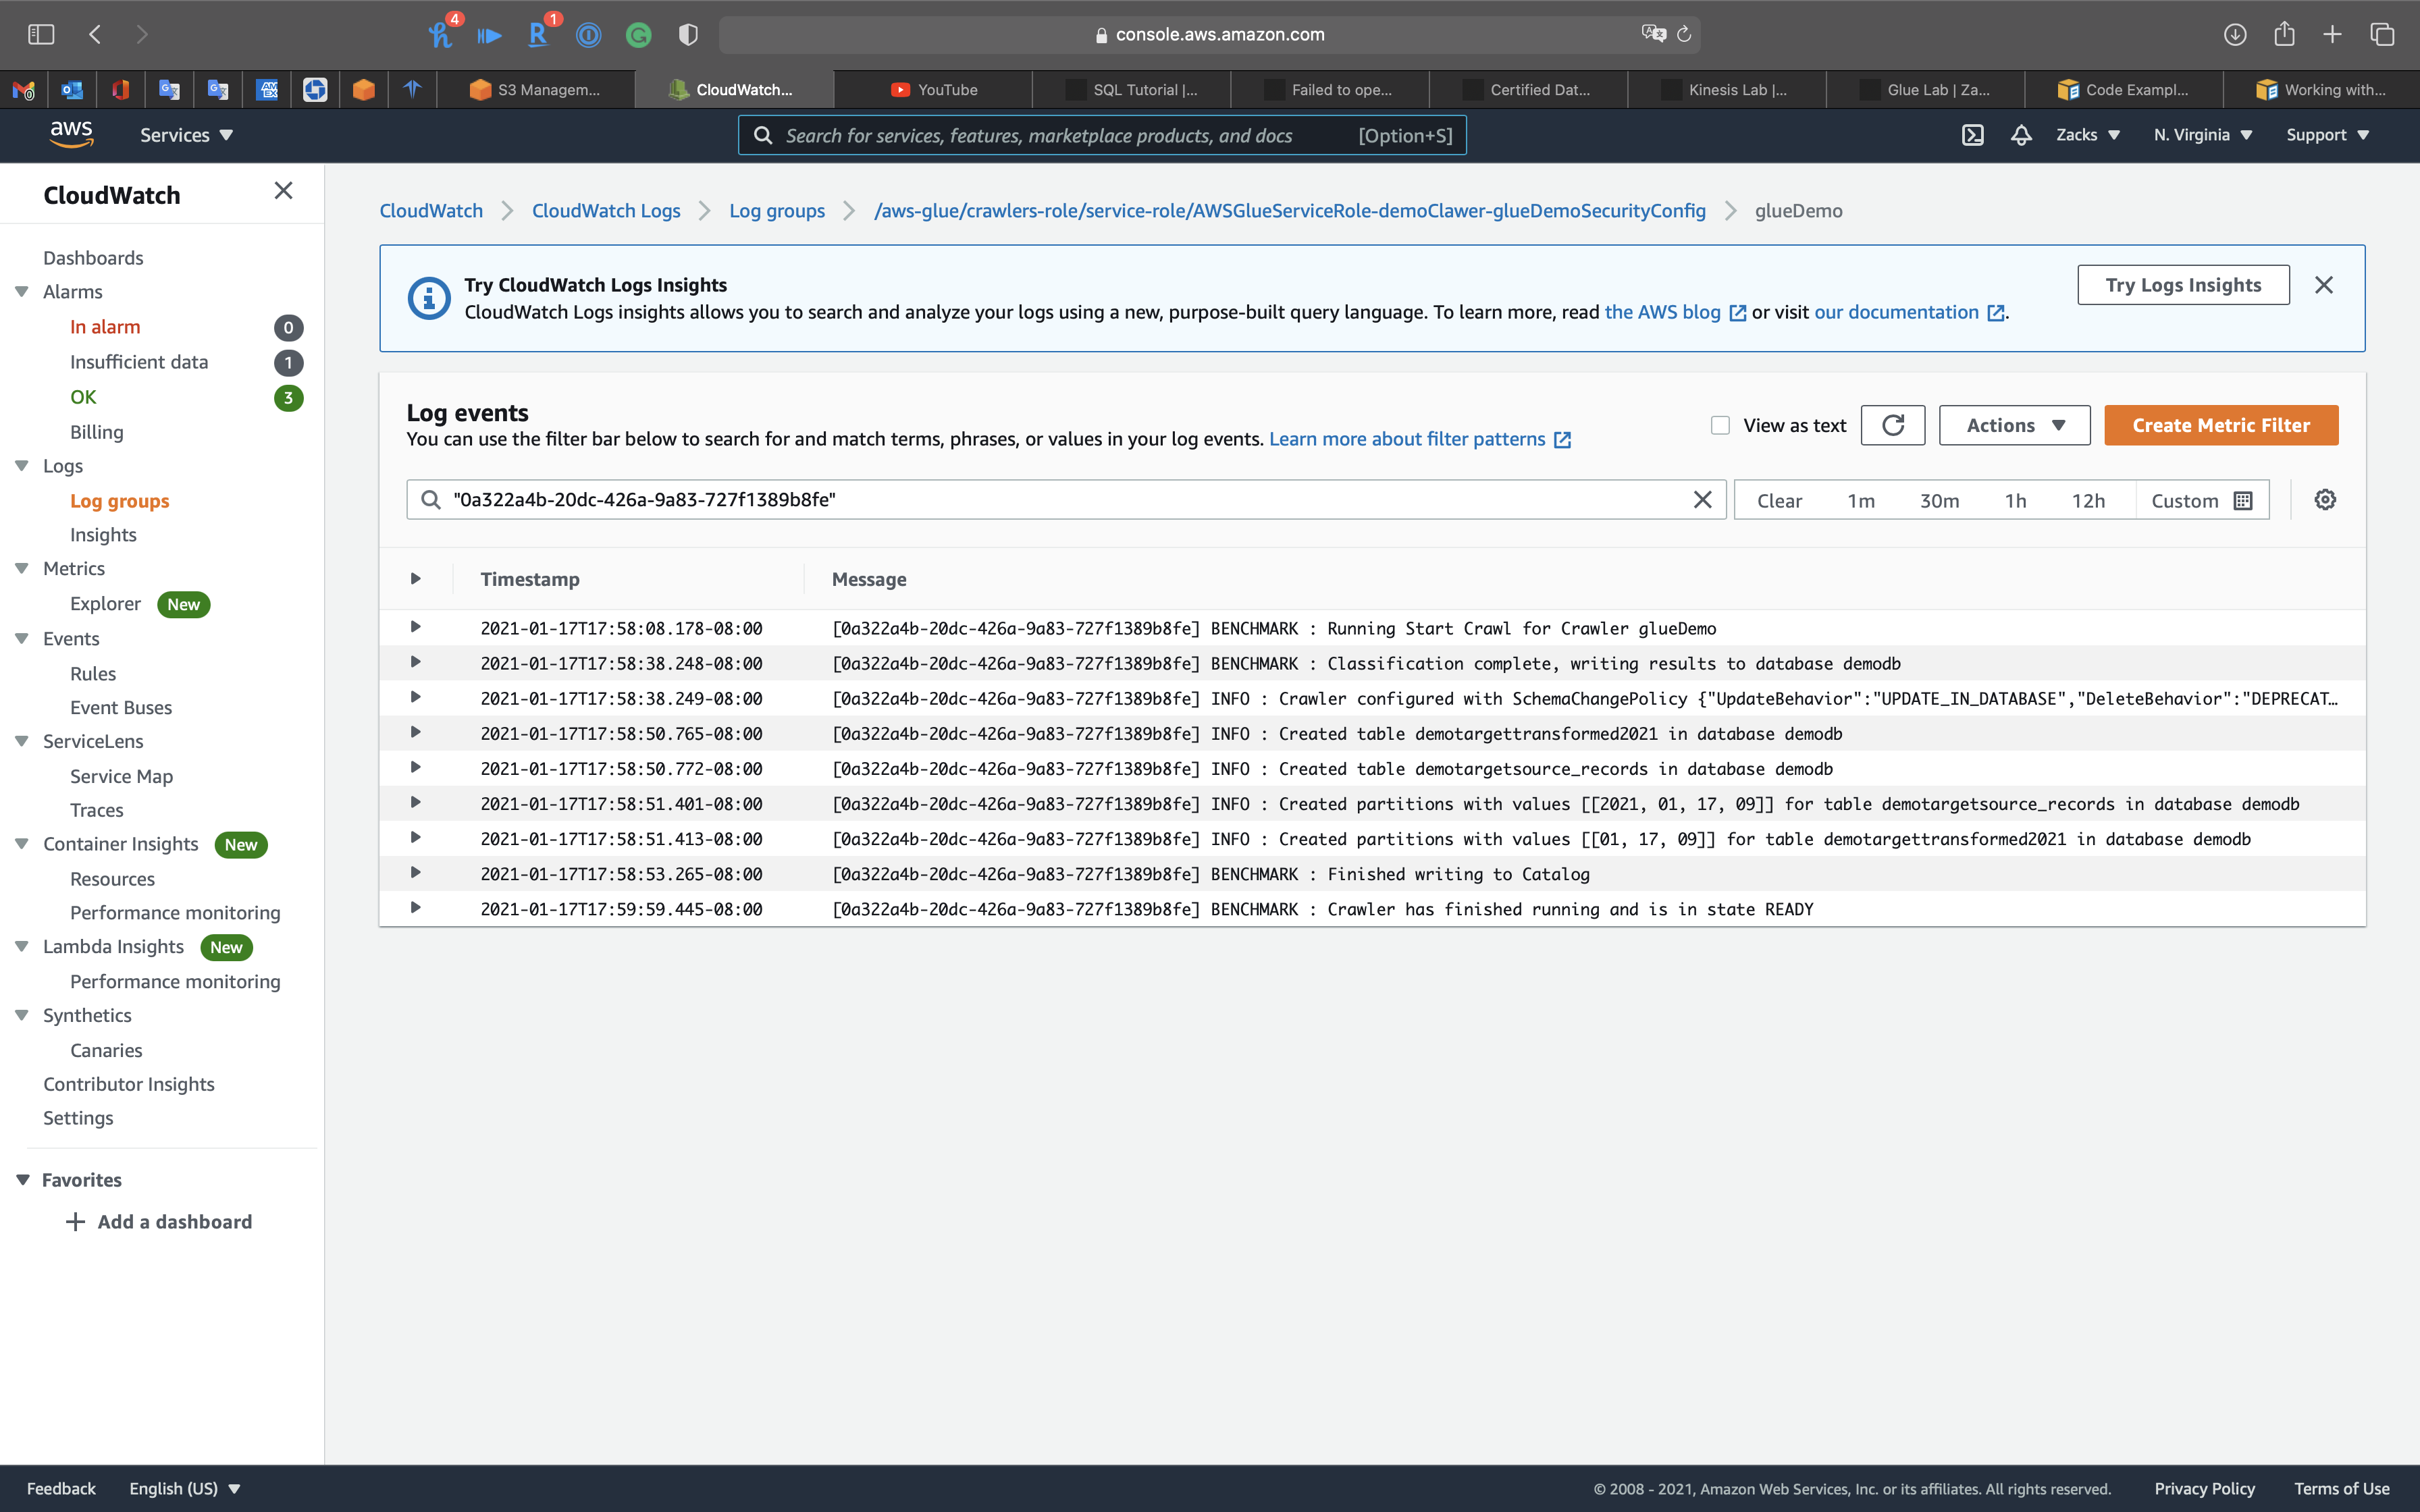 4
1
console.aws.amazon.com
S3 Managem...
CloudWatch...
YouTube
SQL Tutorial |...
Failed to ope...
Certified Dat...
Kinesis Lab |...
Glue Lab | Za...
Code Exampl...
Working with...
aws
Services
Search for services, features, marketplace products, and docs [Option+S]
Zacks
N. Virginia
Support
CloudWatch
Dashboards
Alarms
In alarm 0
Insufficient data 1
OK 3
Billing
Logs
Log groups
Insights
Metrics
Explorer New
Events
Rules
Event Buses
ServiceLens
Service Map
Traces
Container Insights New
Resources
Performance monitoring
Lambda Insights New
Performance monitoring
Synthetics
Canaries
Contributor Insights
Settings
Favorites
Add a dashboard
CloudWatch > CloudWatch Logs > Log groups > /aws-glue/crawlers-role/service-role/AWSGlueServiceRole-demoClawer-glueDemoSecurityConfig > glueDemo
Try CloudWatch Logs Insights
CloudWatch Logs insights allows you to search and analyze your logs using a new, purpose-built query language. To learn more, read the AWS blog or visit our documentation.
Try Logs Insights
Log events
You can use the filter bar below to search for and match terms, phrases, or values in your log events. Learn more about filter patterns
View as text
Actions
Create Metric Filter
"0a322a4b-20dc-426a-9a83-727f1389b8fe"
Clear 1m 30m 1h 12h Custom
Timestamp Message
2021-01-17T17:58:08.178-08:00 [0a322a4b-20dc-426a-9a83-727f1389b8fe] BENCHMARK : Running Start Crawl for Crawler glueDemo
2021-01-17T17:58:38.248-08:00 [0a322a4b-20dc-426a-9a83-727f1389b8fe] BENCHMARK : Classification complete, writing results to database demodb
2021-01-17T17:58:38.249-08:00 [0a322a4b-20dc-426a-9a83-727f1389b8fe] INFO : Crawler configured with SchemaChangePolicy {"UpdateBehavior":"UPDATE_IN_DATABASE","DeleteBehavior":"DEPRECAT...
2021-01-17T17:58:50.765-08:00 [0a322a4b-20dc-426a-9a83-727f1389b8fe] INFO : Created table demotargettransformed2021 in database demodb
2021-01-17T17:58:50.772-08:00 [0a322a4b-20dc-426a-9a83-727f1389b8fe] INFO : Created table demotargetsource_records in database demodb
2021-01-17T17:58:51.401-08:00 [0a322a4b-20dc-426a-9a83-727f1389b8fe] INFO : Created partitions with values [[2021, 01, 17, 09]] for table demotargetsource_records in database demodb
2021-01-17T17:58:51.413-08:00 [0a322a4b-20dc-426a-9a83-727f1389b8fe] INFO : Created partitions with values [[01, 17, 09]] for table demotargettransformed2021 in database demodb
2021-01-17T17:58:53.265-08:00 [0a322a4b-20dc-426a-9a83-727f1389b8fe] BENCHMARK : Finished writing to Catalog
2021-01-17T17:59:59.445-08:00 [0a322a4b-20dc-426a-9a83-727f1389b8fe] BENCHMARK : Crawler has finished running and is in state READY
Feedback
English (US)
© 2008 - 2021, Amazon Web Services, Inc. or its affiliates. All rights reserved.
Privacy Policy
Terms of Use